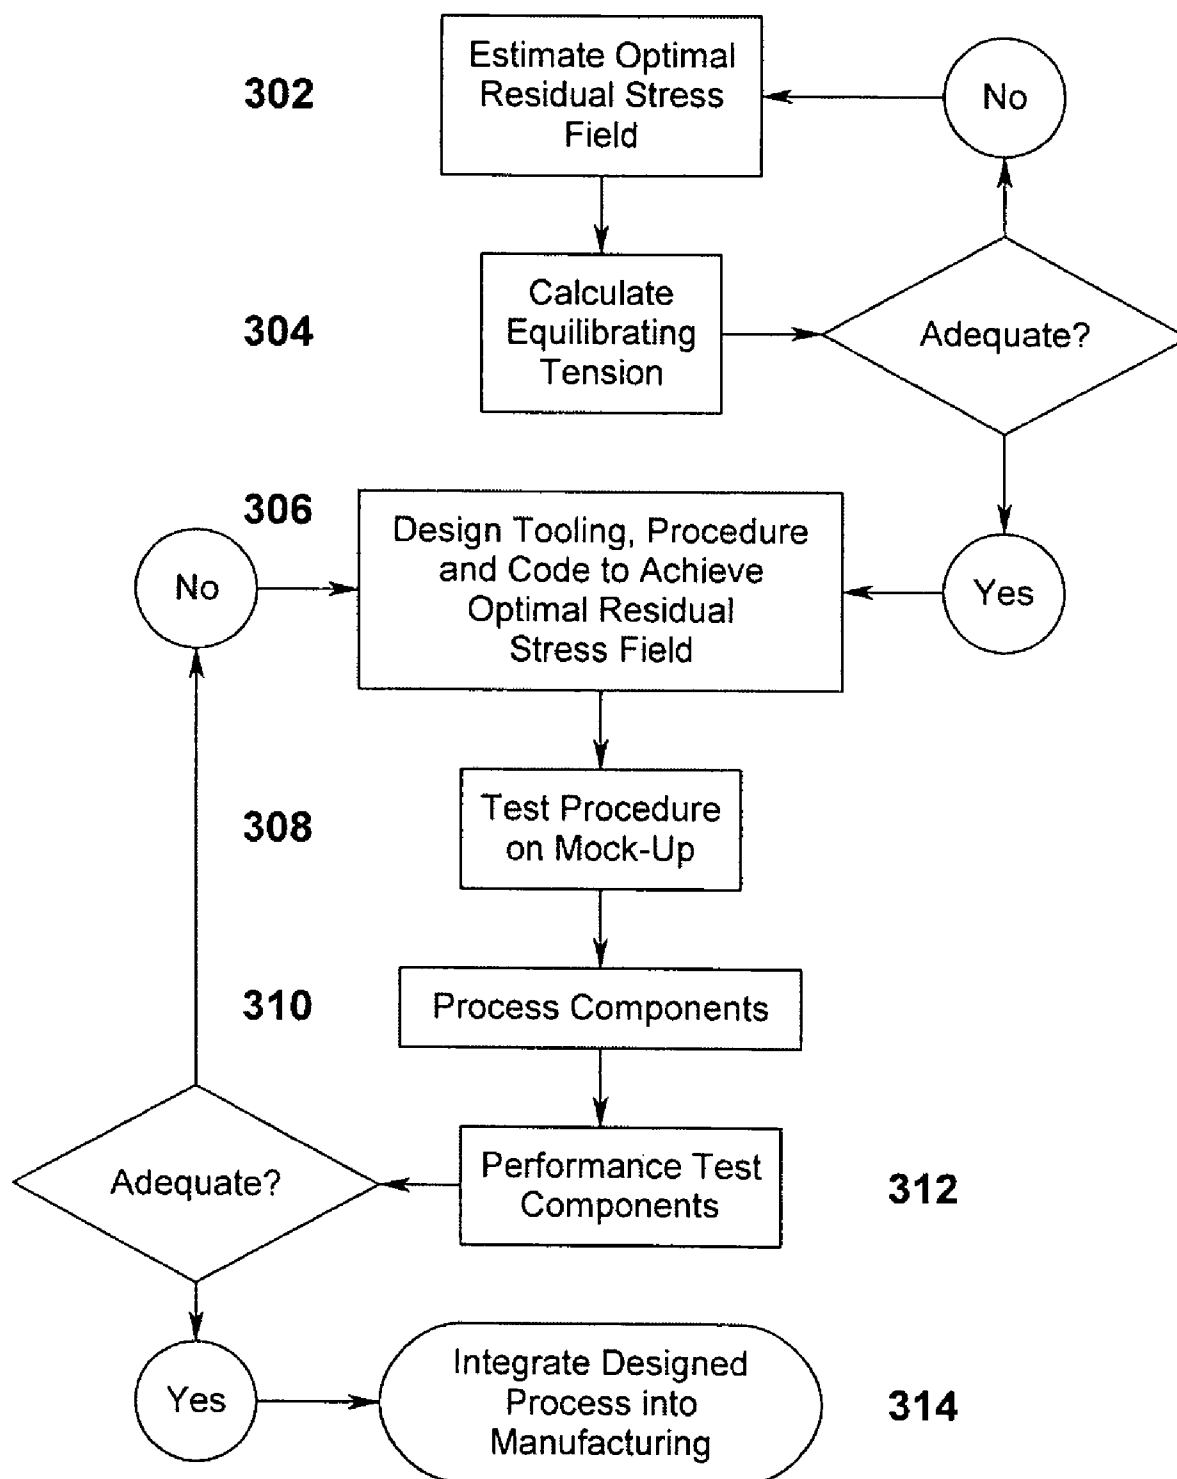 Estimate Optimal
Residual Stress
Field
302
No
Calculate
Equilibrating
Tension
304
Adequate?
306
Design Tooling, Procedure
and Code to Achieve
Optimal Residual
Stress Field
No
Yes
308
Test Procedure
on Mock-Up
310
Process Components
Adequate?
Performance Test
Components
312
Yes
Integrate Designed
Process into
Manufacturing
314